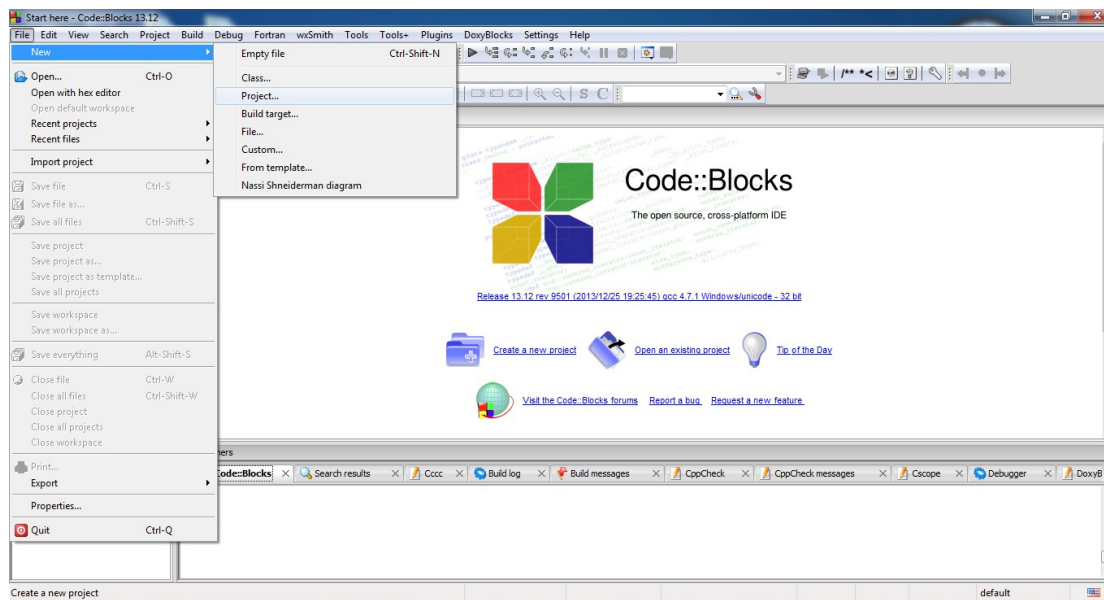 Start here - Code::Blocks 13.12
File Edit View Search Project Build Debug Fortran wxSmith Tools Tools+ Plugins DoxyBlocks Settings Help
New
Empty file Ctrl-Shift-N
Class...
Project...
Build target...
File...
Custom...
From template...
Nassi Shneiderman diagram
Open... Ctrl-O
Open with hex editor
Open default workspace
Recent projects
Recent files
Import project
Save file Ctrl-S
Save file as...
Save all files Ctrl-Shift-S
Save project
Save project as...
Save project as template...
Save all projects
Save workspace
Save workspace as...
Save everything Alt-Shift-S
Close file Ctrl-W
Close all files Ctrl-Shift-W
Close project
Close all projects
Close workspace
Print...
Export
Properties...
Quit Ctrl-Q
S C
/** *<
Code::Blocks
The open source, cross-platform IDE
Release 13.12 rev 9501 (2013/12/25 19:25:45) gcc 4.7.1 Windows/unicode - 32 bit
Create a new project Open an existing project Tip of the Day
Visit the Code::Blocks forums Report a bug Request a new feature
hers
Code::Blocks Search results Cccc Build log Build messages CppCheck CppCheck messages Cscope Debugger DoxyB
Create a new project default